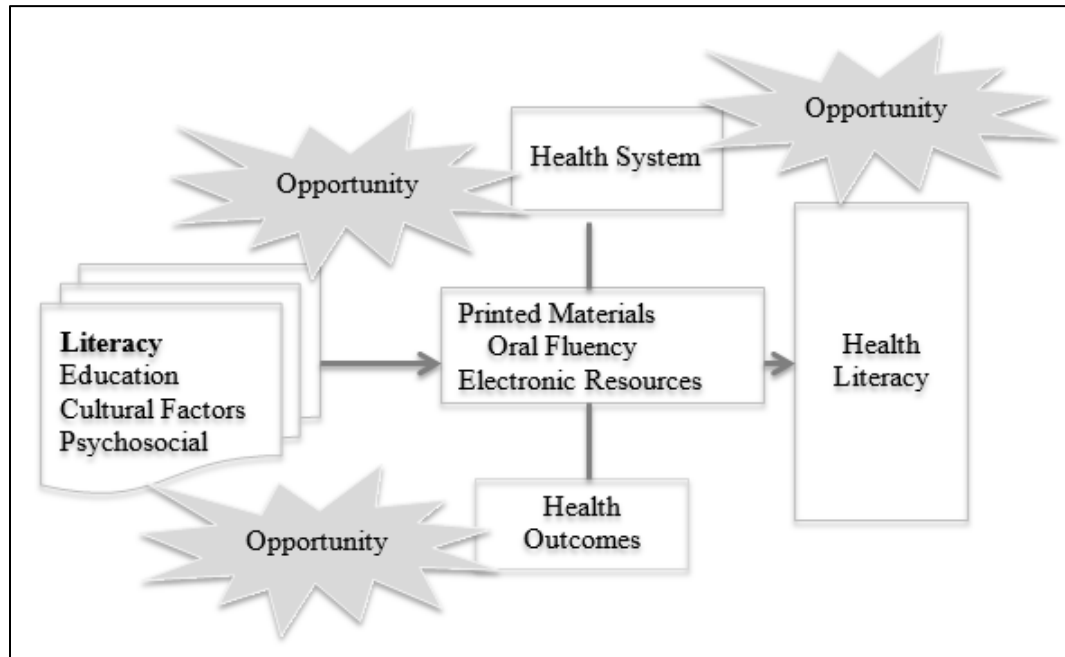 Opportunity
Health System
Opportunity
Literacy
Education
Cultural Factors
Psychosocial
Printed Materials
Oral Fluency
Electronic Resources
Health
Literacy
Opportunity
Health
Outcomes